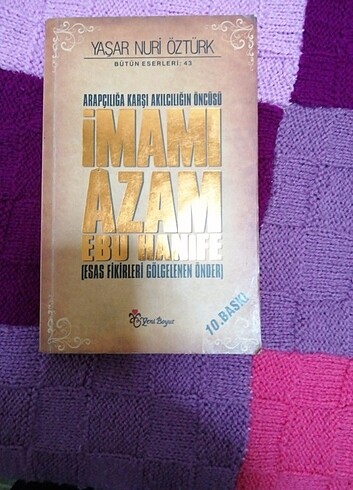 YAŞAR NURİ ÖZTÜRK
BÜTÜN ESERLERİ: 43
ARAPÇILIĞA KARŞI AKILCILIĞIN ÖNCÜSÜ
İMAMI
ÂZAM
EBU HANİFE
(ESAS FİKİRLERİ GÖLGELENEN ÖNDER)
10.BASKI
Yeni Boyut